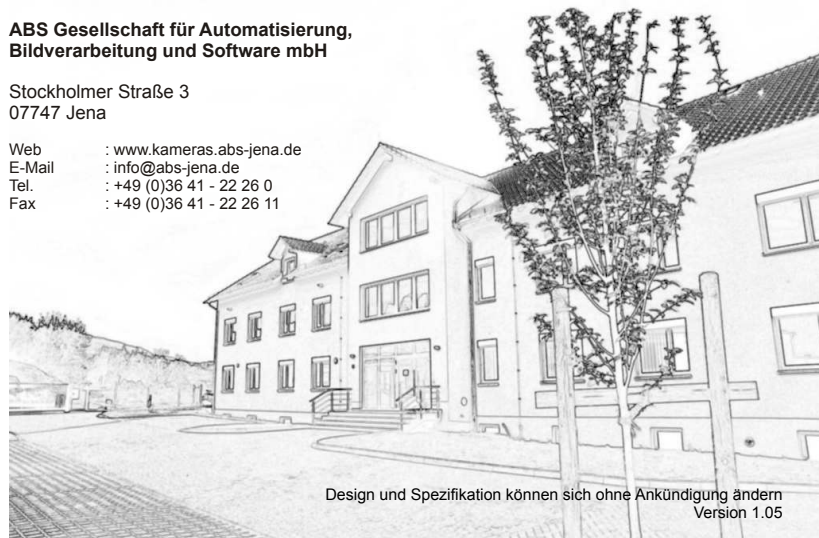 ABS Gesellschaft für Automatisierung,
Bildverarbeitung und Software mbH
Stockholmer Straße 3
07747 Jena
Web : www.kameras.abs-jena.de
E-Mail : info@abs-jena.de
Tel. : +49 (0)36 41 - 22 26 0
Fax : +49 (0)36 41 - 22 26 11
Design und Spezifikation können sich ohne Ankündigung ändern
Version 1.05